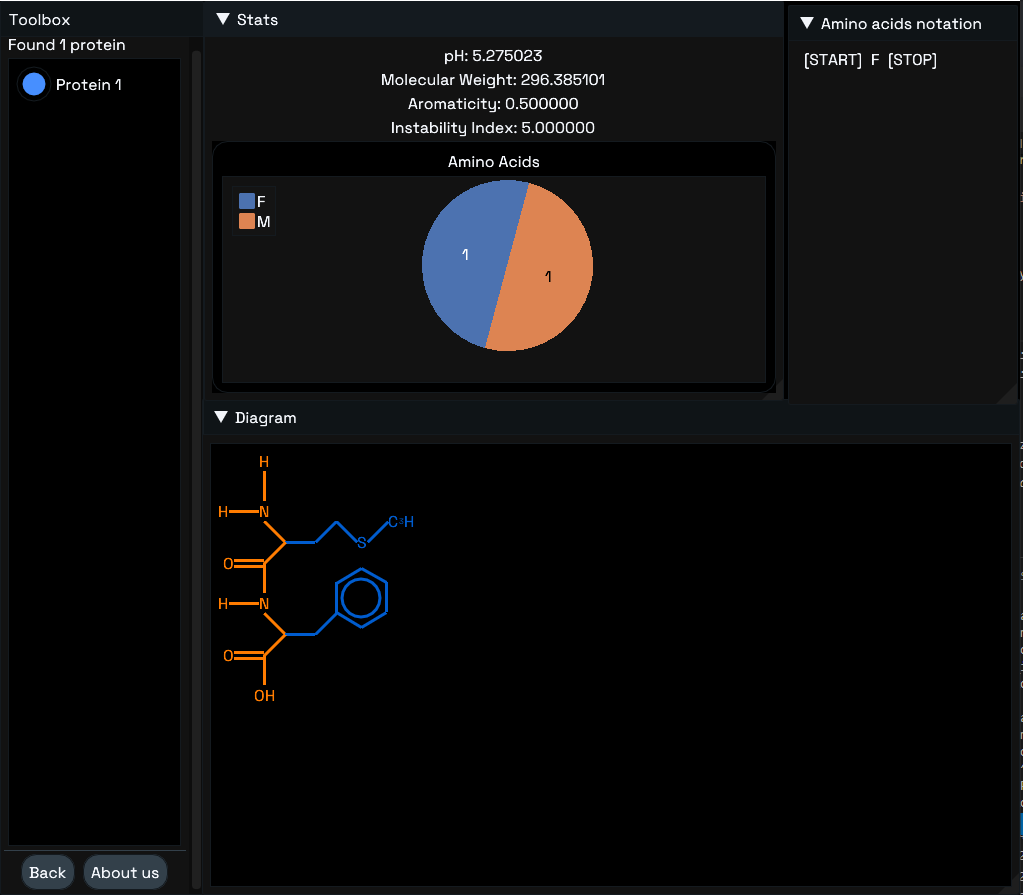 Toolbox
Found 1 protein
Protein 1
Back
About us
Stats
pH: 5.275023
Molecular Weight: 296.385101
Aromaticity: 0.500000
Instability Index: 5.000000
Amino Acids
F
M
1
1
Amino acids notation
[START] F [STOP]
Diagram
H
H N
S C³H
O
H N
O
OH